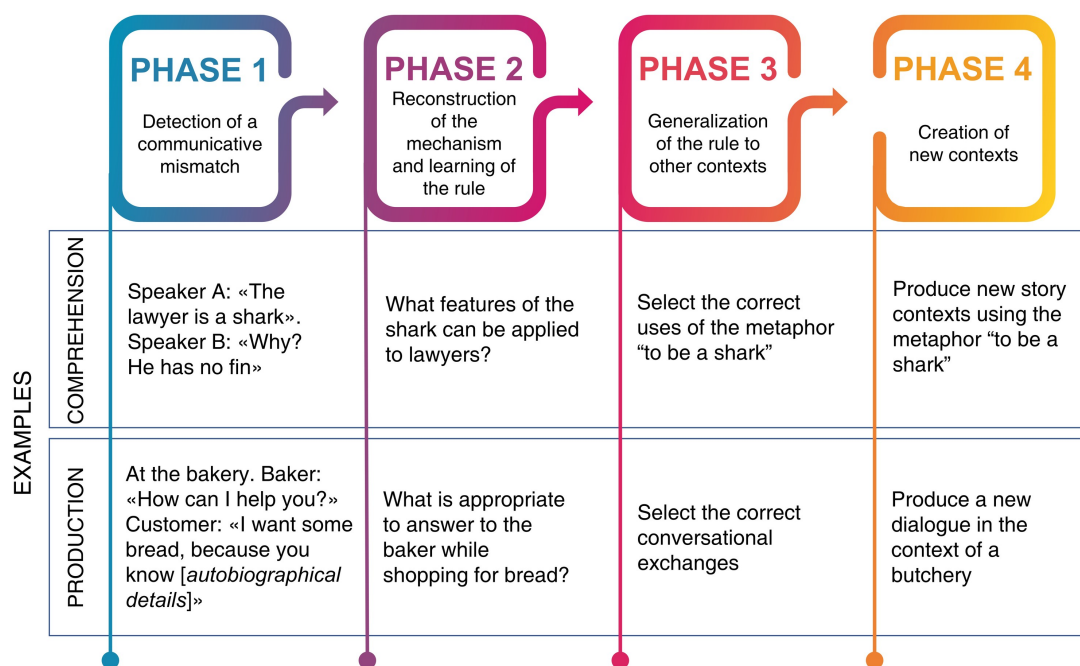 PHASE 1
Detection of a
communicative
mismatch
PHASE 2
Reconstruction
of the
mechanism
and learning of
the rule
PHASE 3
Generalization
of the rule to
other contexts
PHASE 4
Creation of
new contexts
EXAMPLES
COMPREHENSION
Speaker A: «The
lawyer is a shark».
Speaker B: «Why?
He has no fin»
What features of the
shark can be applied
to lawyers?
Select the correct
uses of the metaphor
“to be a shark”
Produce new story
contexts using the
metaphor “to be a
shark”
PRODUCTION
At the bakery. Baker:
«How can I help you?»
Customer: «I want some
bread, because you
know [autobiographical
details]»
What is appropriate
to answer to the
baker while
shopping for bread?
Select the correct
conversational
exchanges
Produce a new
dialogue in the
context of a
butchery